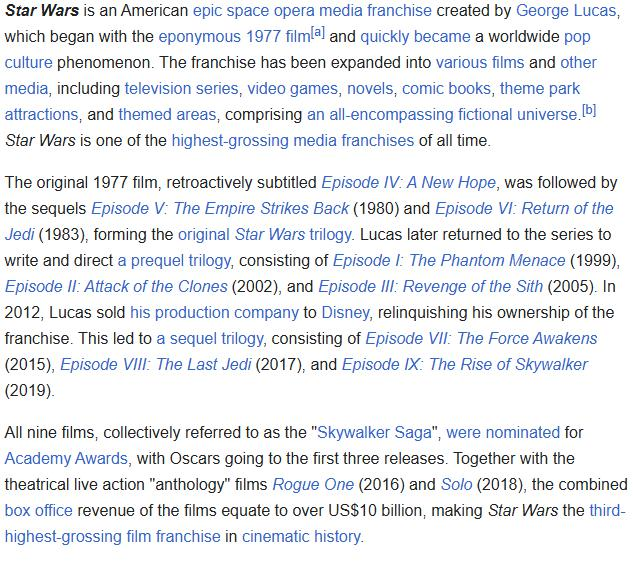 Star Wars is an American epic space opera media franchise created by George Lucas,
which began with the eponymous 1977 film[a] and quickly became a worldwide pop
culture phenomenon. The franchise has been expanded into various films and other
media, including television series, video games, novels, comic books, theme park
attractions, and themed areas, comprising an all-encompassing fictional universe.[b]
Star Wars is one of the highest-grossing media franchises of all time.
The original 1977 film, retroactively subtitled Episode IV: A New Hope, was followed by
the sequels Episode V: The Empire Strikes Back (1980) and Episode VI: Return of the
Jedi (1983), forming the original Star Wars trilogy. Lucas later returned to the series to
write and direct a prequel trilogy, consisting of Episode I: The Phantom Menace (1999),
Episode II: Attack of the Clones (2002), and Episode III: Revenge of the Sith (2005). In
2012, Lucas sold his production company to Disney, relinquishing his ownership of the
franchise. This led to a sequel trilogy, consisting of Episode VII: The Force Awakens
(2015), Episode VIII: The Last Jedi (2017), and Episode IX: The Rise of Skywalker
(2019).
All nine films, collectively referred to as the "Skywalker Saga", were nominated for
Academy Awards, with Oscars going to the first three releases. Together with the
theatrical live action "anthology" films Rogue One (2016) and Solo (2018), the combined
box office revenue of the films equate to over US$10 billion, making Star Wars the third-
highest-grossing film franchise in cinematic history.